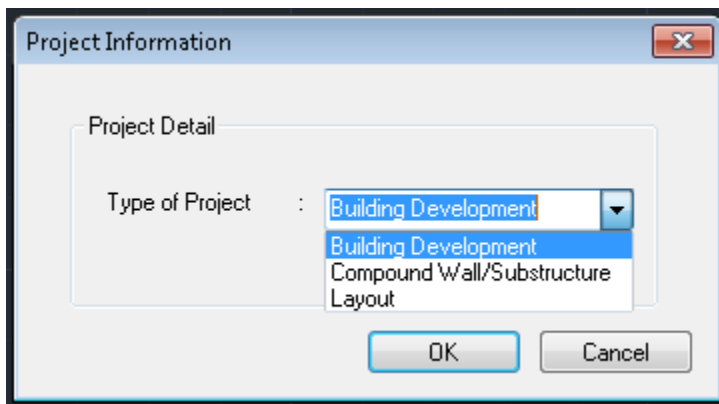 Project Information
Project Detail
Type of Project : Building Development
Building Development
Compound Wall/Substructure
Layout
OK Cancel